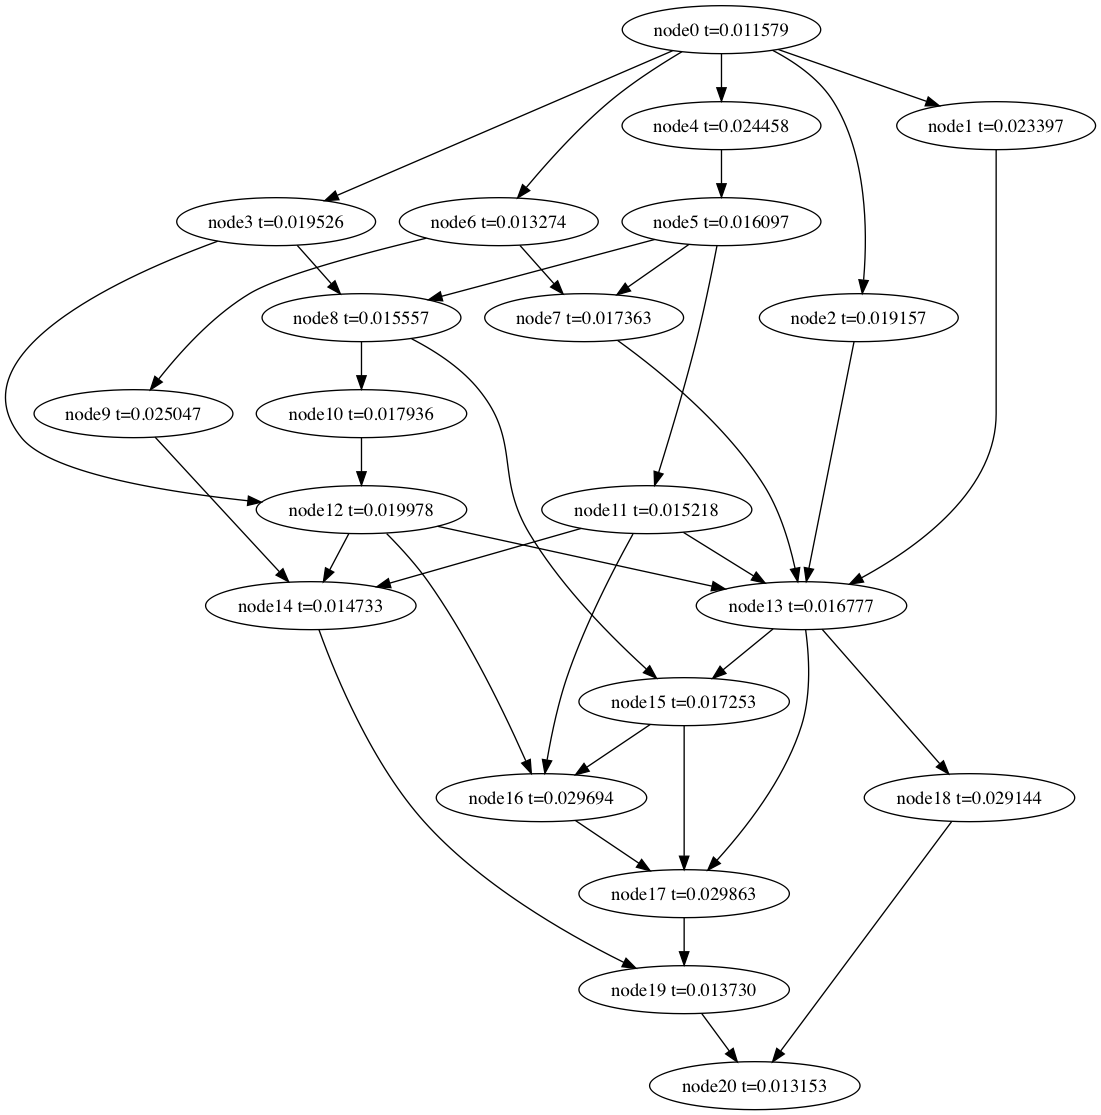 node0 t=0.011579
node4 t=0.024458
node1 t=0.023397
node3 t=0.019526
node6 t=0.013274
node5 t=0.016097
node8 t=0.015557
node7 t=0.017363
node2 t=0.019157
node9 t=0.025047
node10 t=0.017936
node12 t=0.019978
node11 t=0.015218
node14 t=0.014733
node13 t=0.016777
node15 t=0.017253
node16 t=0.029694
node18 t=0.029144
node17 t=0.029863
node19 t=0.013730
node20 t=0.013153